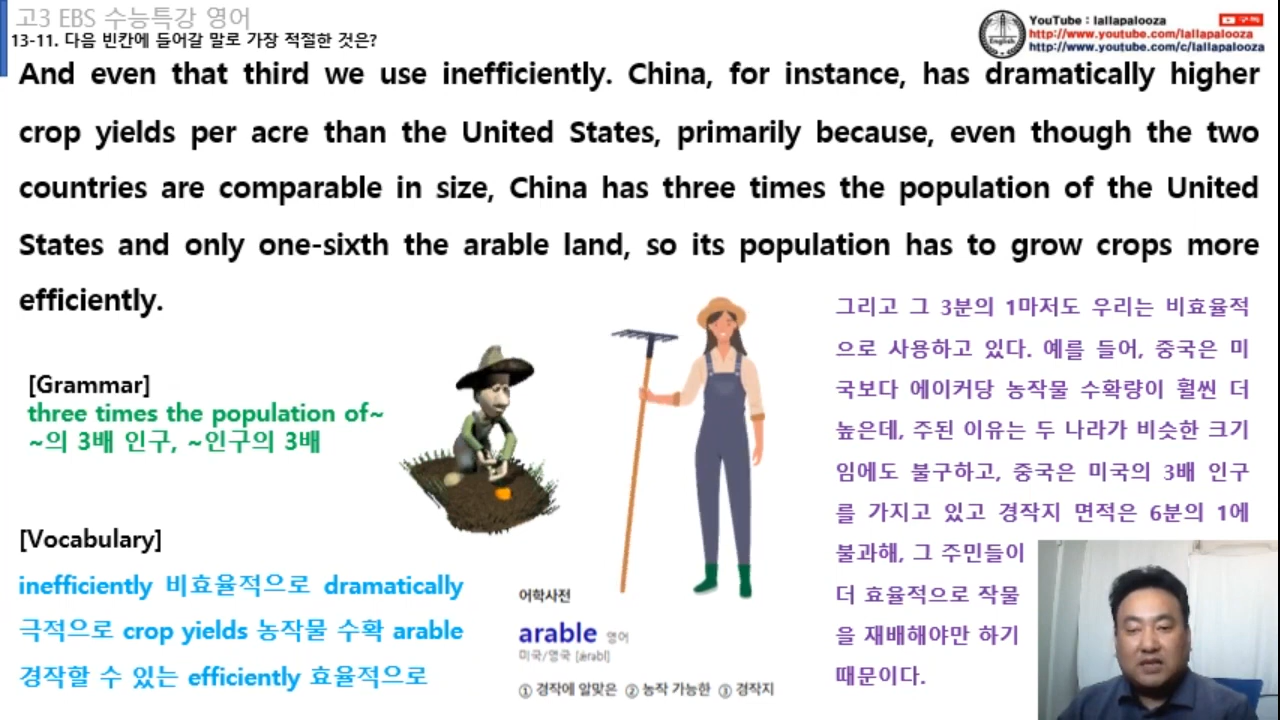 고3 EBS 수능특강 영어
13-11. 다음 빈칸에 들어갈 말로 가장 적절한 것은?
YouTube : lallapalooza
구독
http://www.youtube.com/lallapalooza
http://www.youtube.com/c/lallapalooza
English
And even that third we use inefficiently. China, for instance, has dramatically higher
crop yields per acre than the United States, primarily because, even though the two
countries are comparable in size, China has three times the population of the United
States and only one-sixth the arable land, so its population has to grow crops more
efficiently.
[Grammar]
three times the population of~
~의 3배 인구, ~인구의 3배
[Vocabulary]
inefficiently 비효율적으로 dramatically
극적으로 crop yields 농작물 수확 arable
경작할 수 있는 efficiently 효율적으로
어학사전
arable 영어
미국/영국 [ӕrəbl]
① 경작에 알맞은 ② 농작 가능한 ③ 경작지
그리고 그 3분의 1마저도 우리는 비효율적
으로 사용하고 있다. 예를 들어, 중국은 미
국보다 에이커당 농작물 수확량이 훨씬 더
높은데, 주된 이유는 두 나라가 비슷한 크기
임에도 불구하고, 중국은 미국의 3배 인구
를 가지고 있고 경작지 면적은 6분의 1에
불과해, 그 주민들이
더 효율적으로 작물
을 재배해야만 하기
때문이다.